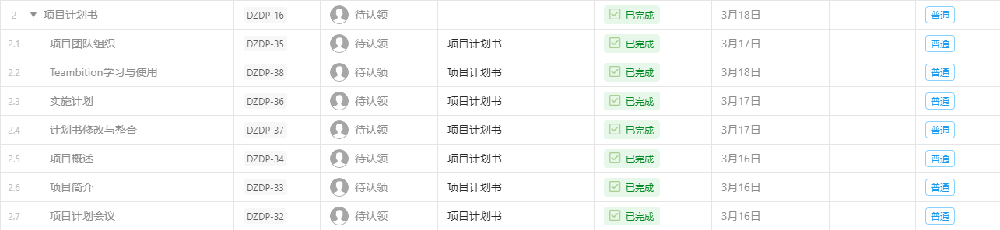 2 项目计划书 DZDP-16 待认领 已完成 3月18日 普通
2.1 项目团队组织 DZDP-35 待认领 项目计划书 已完成 3月17日 普通
2.2 Teambition学习与使用 DZDP-38 待认领 项目计划书 已完成 3月18日 普通
2.3 实施计划 DZDP-36 待认领 项目计划书 已完成 3月17日 普通
2.4 计划书修改与整合 DZDP-37 待认领 项目计划书 已完成 3月17日 普通
2.5 项目概述 DZDP-34 待认领 项目计划书 已完成 3月16日 普通
2.6 项目简介 DZDP-33 待认领 项目计划书 已完成 3月16日 普通
2.7 项目计划会议 DZDP-32 待认领 项目计划书 已完成 3月16日 普通